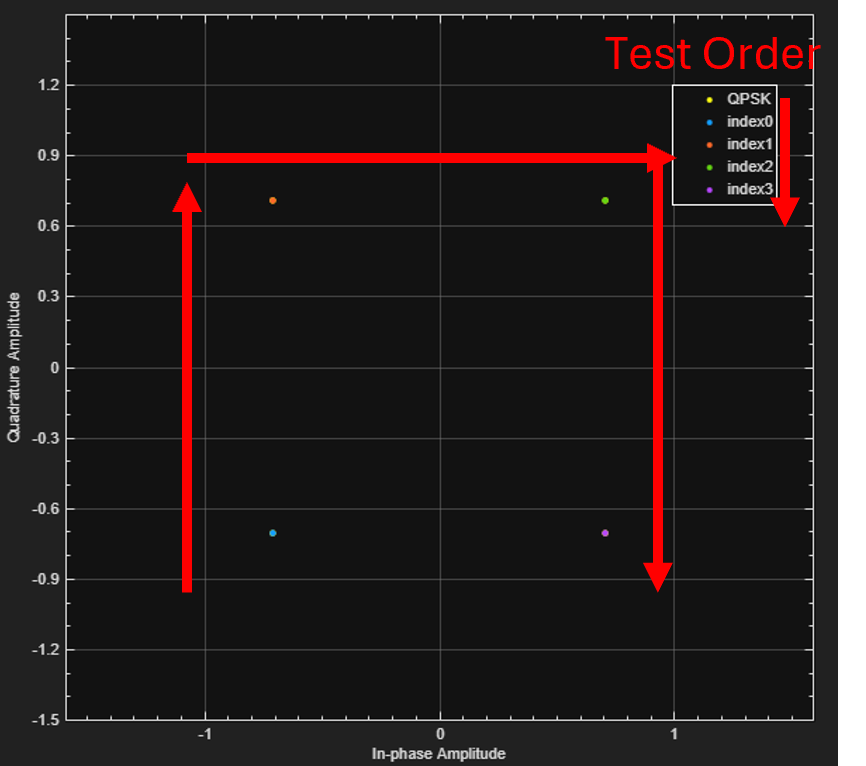 Test Order
1.2
QPSK
index0
0.9
index1
index2
index3
0.6
0.3
Quadrature Amplitude
0
-0.3
-0.6
-0.9
-1.2
-1.5
-1
0
1
In-phase Amplitude